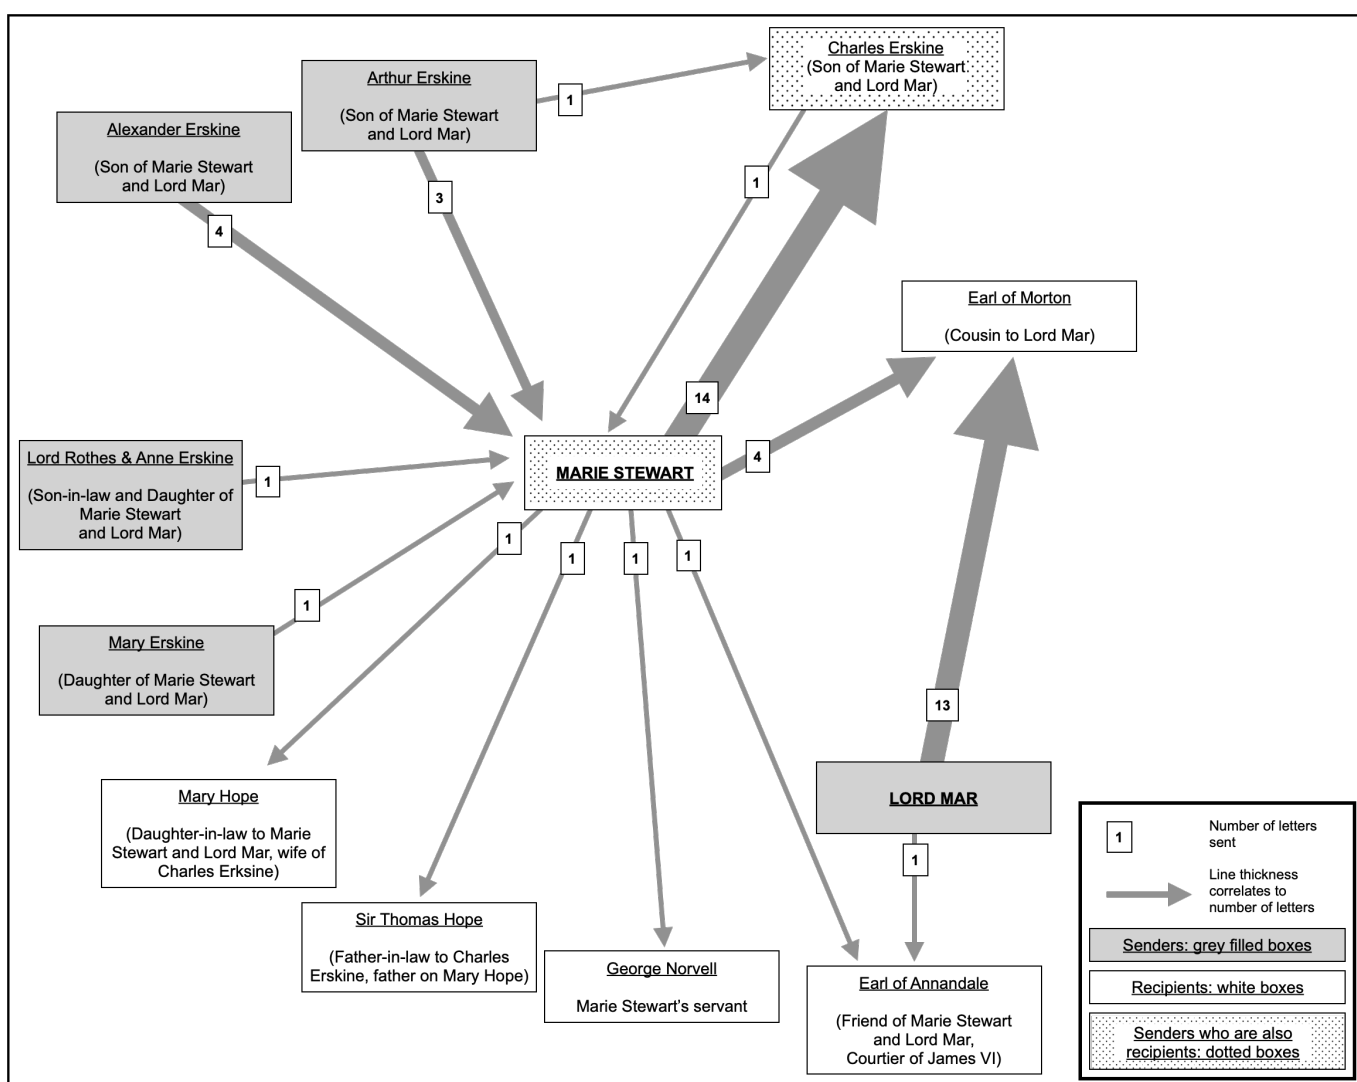 Charles Erskine
(Son of Marie Stewart
and Lord Mar)
Arthur Erskine
(Son of Marie Stewart
and Lord Mar)
1
Alexander Erskine
(Son of Marie Stewart
and Lord Mar)
4
3
1
Earl of Morton
(Cousin to Lord Mar)
14
4
MARIE STEWART
Lord Rothes & Anne Erskine
(Son-in-law and Daughter of
Marie Stewart
and Lord Mar)
1
1
1
1
1
1
Mary Erskine
(Daughter of Marie Stewart
and Lord Mar)
13
LORD MAR
1
Mary Hope
(Daughter-in-law to Marie
Stewart and Lord Mar, wife of
Charles Erksine)
Sir Thomas Hope
(Father-in-law to Charles
Erskine, father on Mary Hope)
George Norvell
Marie Stewart's servant
Earl of Annandale
(Friend of Marie Stewart
and Lord Mar,
Courtier of James VI)
1
Number of letters
sent
Line thickness
correlates to
number of letters
Senders: grey filled boxes
Recipients: white boxes
Senders who are also
recipients: dotted boxes